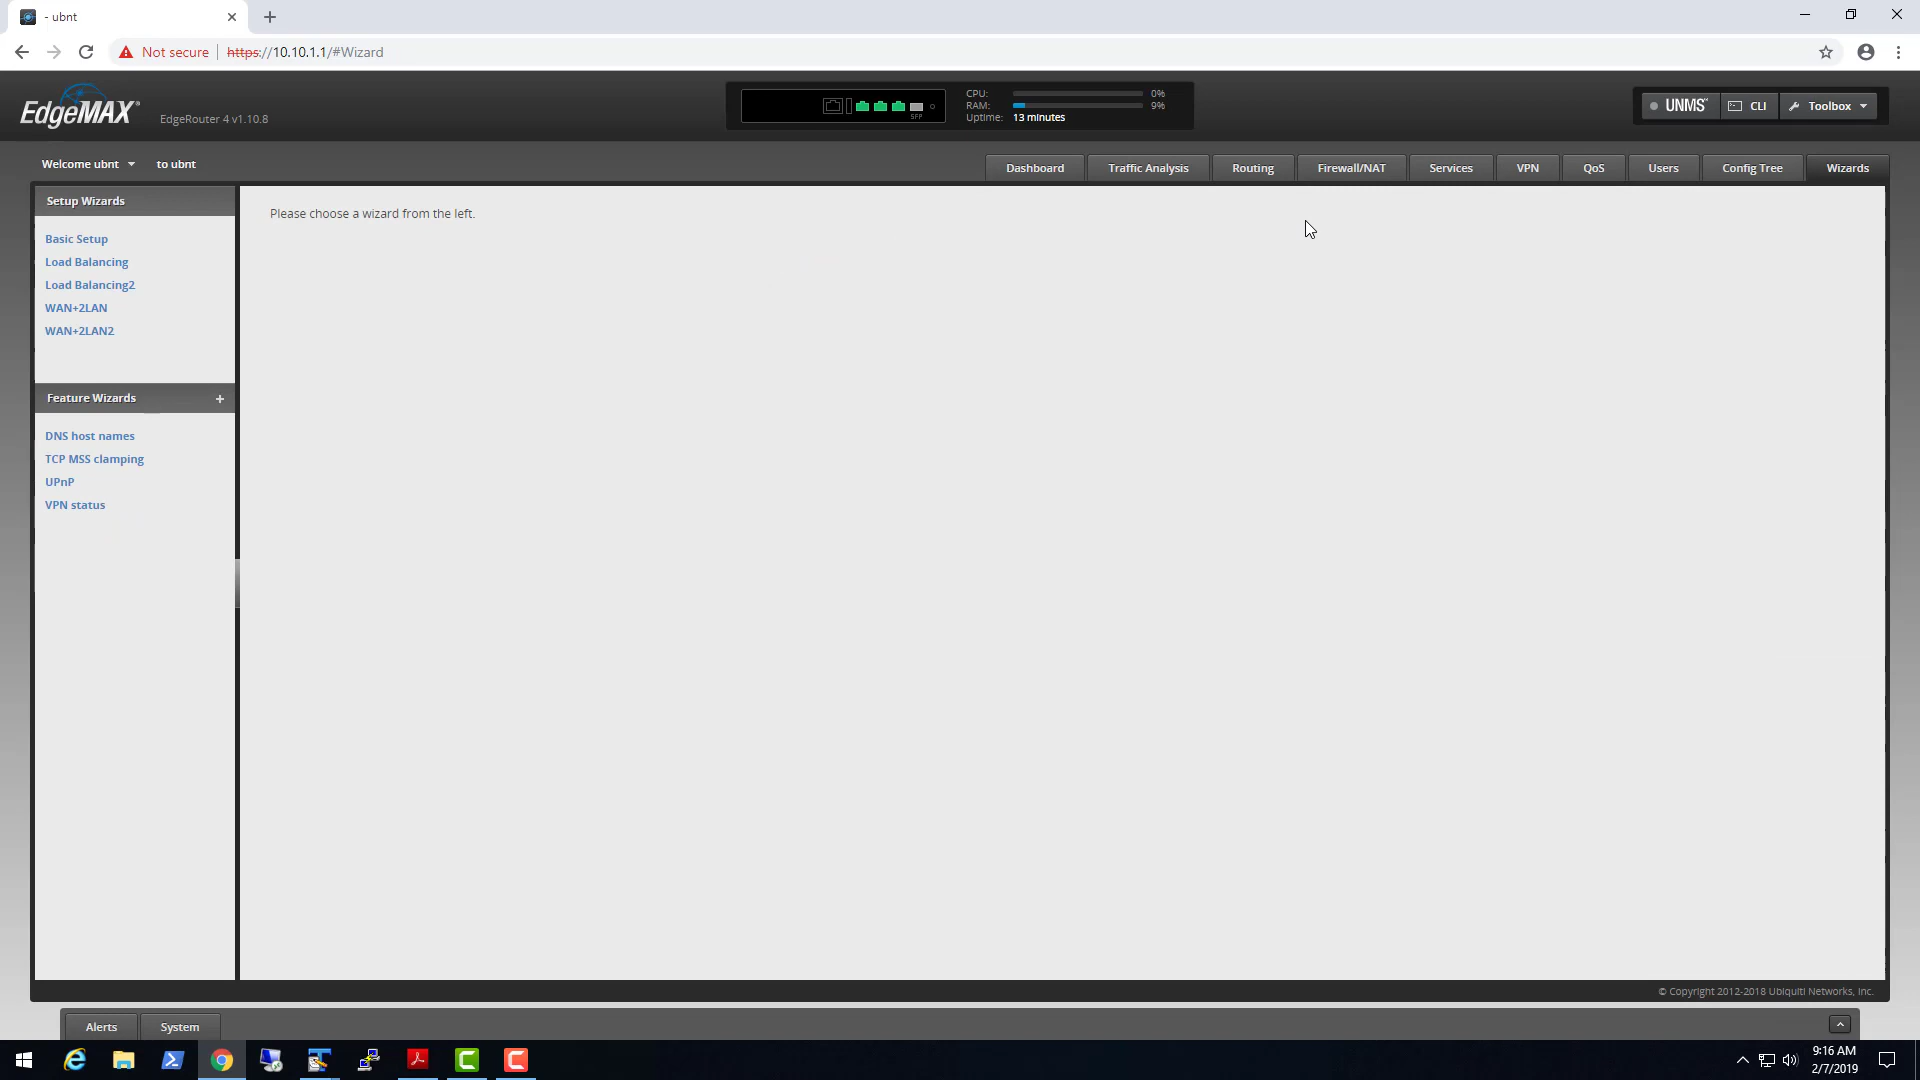 - ubnt
Not secure
https://10.10.1.1/#Wizard
EdgeMAX
EdgeRouter 4 v1.10.8
SFP
CPU: 0%
RAM: 9%
Uptime: 13 minutes
UNMS™ CLI Toolbox
Welcome ubnt to ubnt
Dashboard Traffic Analysis Routing Firewall/NAT Services VPN QoS Users Config Tree Wizards
Setup Wizards
Basic Setup
Load Balancing
Load Balancing2
WAN+2LAN
WAN+2LAN2
Feature Wizards +
DNS host names
TCP MSS clamping
UPnP
VPN status
Please choose a wizard from the left.
© Copyright 2012-2018 Ubiquiti Networks, Inc.
Alerts System
9:16 AM
2/7/2019